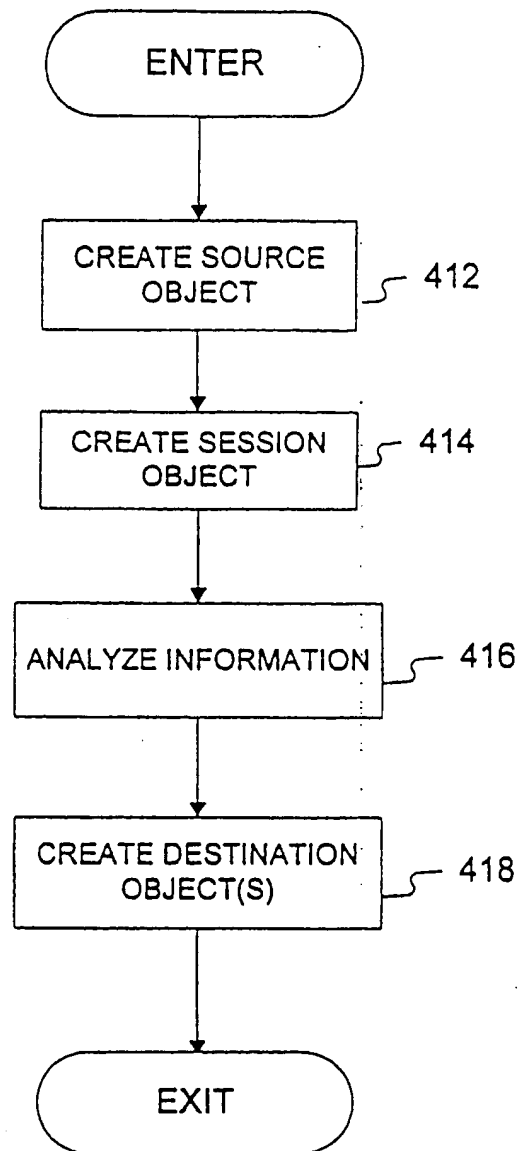 ENTER
CREATE SOURCE
OBJECT
412
CREATE SESSION
OBJECT
414
ANALYZE INFORMATION
416
CREATE DESTINATION
OBJECT(S)
418
EXIT